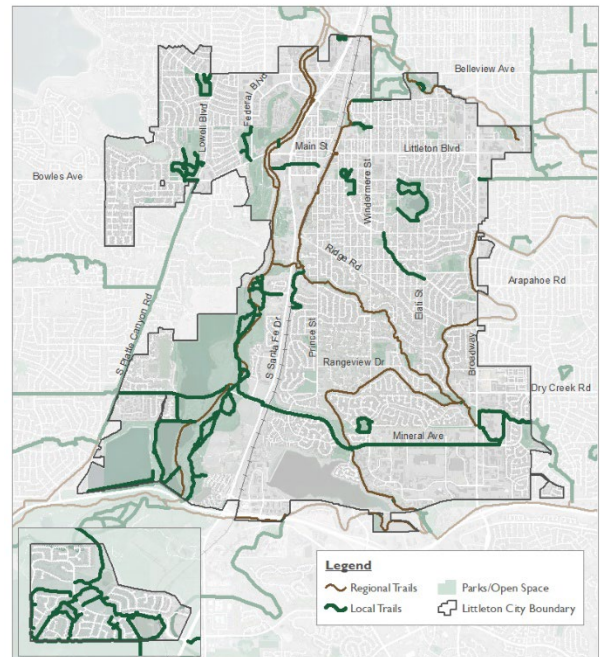 Belleview Ave
Federal Blvd
Lowell Blvd
Main St
Littleton Blvd
Bowles Ave
Windermere St
Ridge Rd
Elati St
Arapahoe Rd
S Platte Canyon Rd
S Santa Fe Dr
Prince St
Broadway
Rangeview Dr
Dry Creek Rd
Mineral Ave
Legend
Regional Trails
Parks/Open Space
Local Trails
Littleton City Boundary